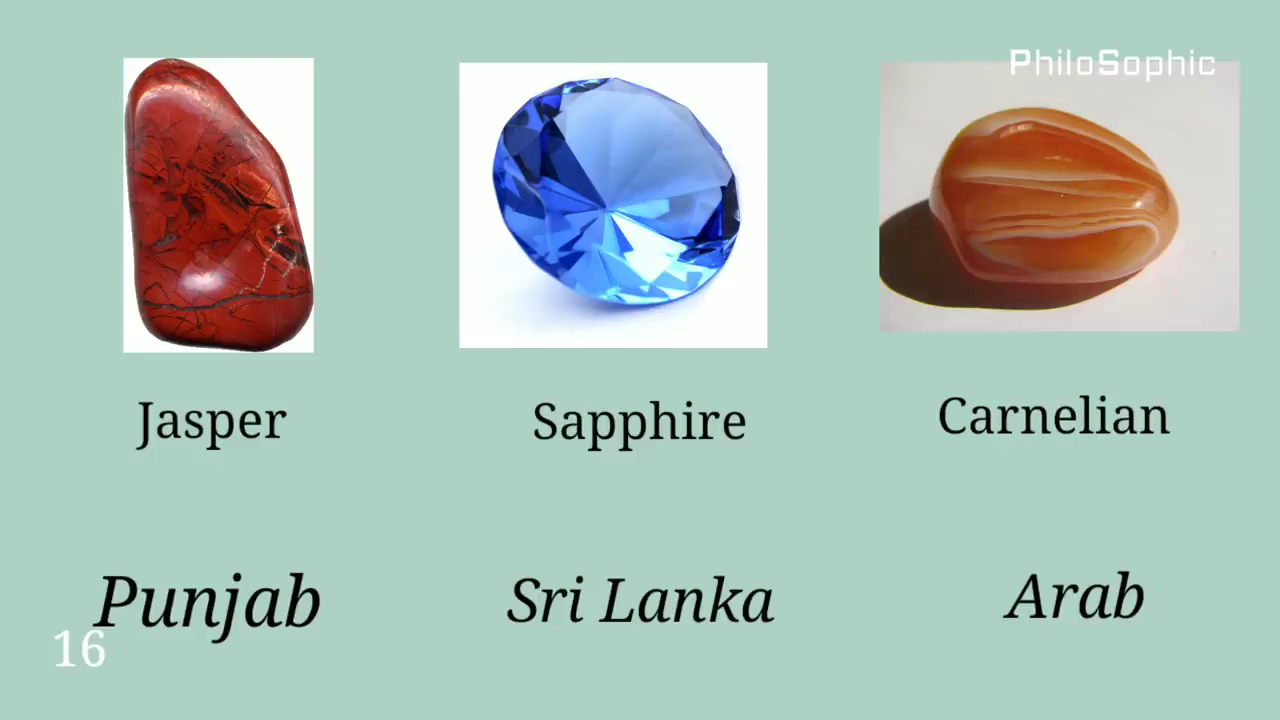 PhiloSophic
Jasper
Sapphire
Carnelian
Punjab
Sri Lanka
Arab
16